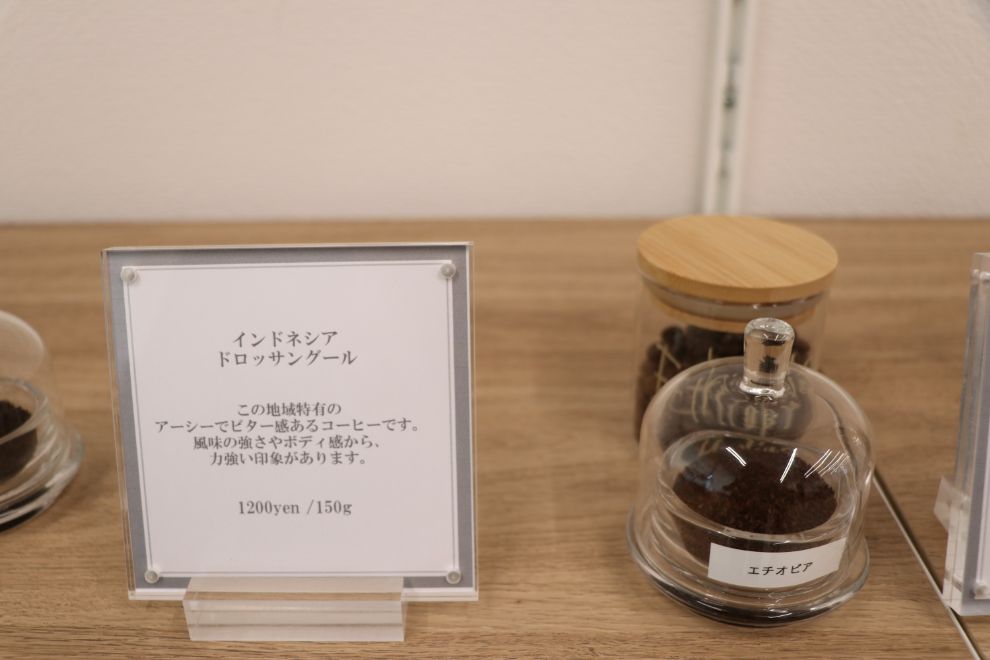 インドネシア
ドロッサングール
この地域特有の
アーシーでビター感あるコーヒーです。
風味の強さやボディ感から、
力強い印象があります。
1200yen /150g
エチオピア